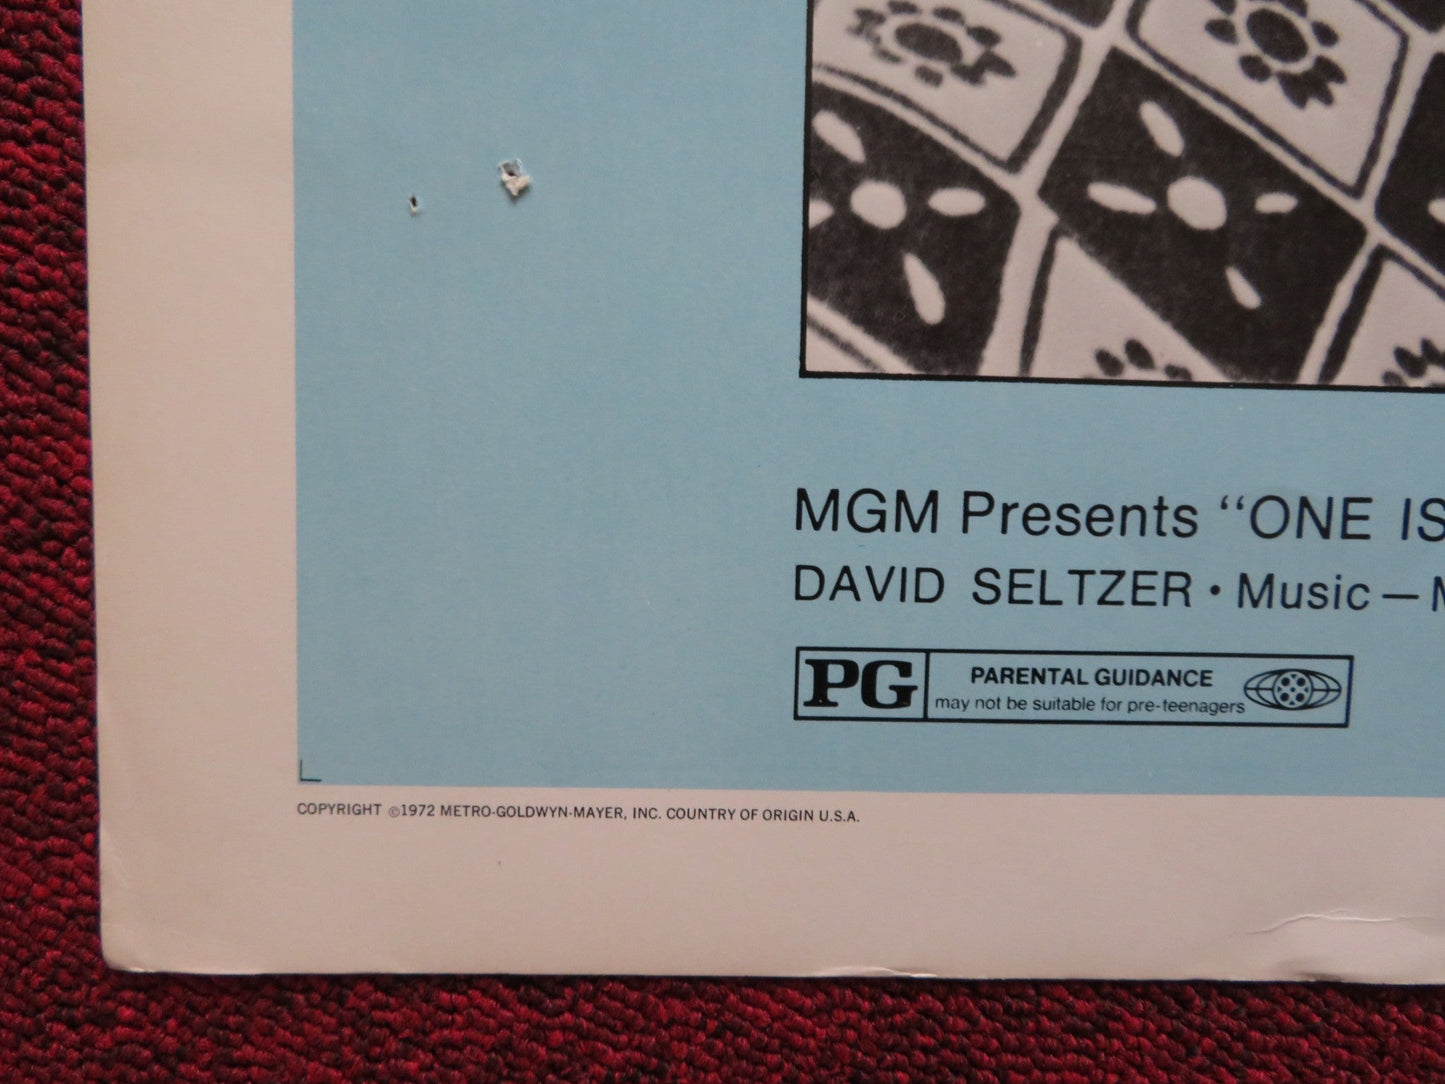 MGM Presents "ONE IS
DAVID SELTZER • Music —
PG
PARENTAL GUIDANCE
may not be suitable for pre-teenagers
COPYRIGHT ©1972 METRO-GOLDWYN-MAYER, INC. COUNTRY OF ORIGIN U.S.A.